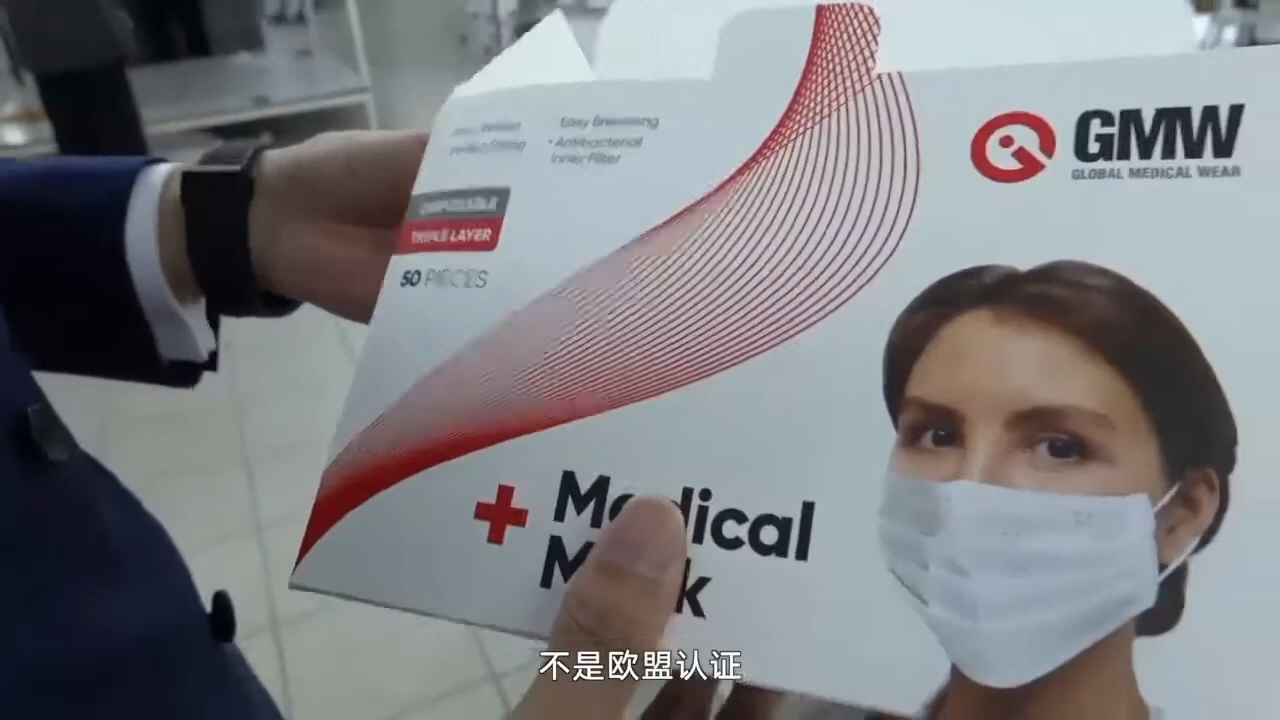 Easy Breathing
• Antibacterial
Inner Filter
DISPOSABLE
TRIPLE LAYER
50 PIECES
GMW
GLOBAL MEDICAL WEAR
Medical
不是欧盟认证